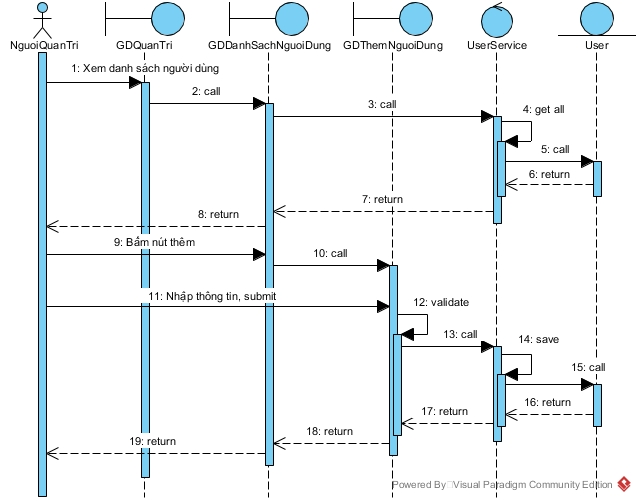 NguoiQuanTri GDQuanTri GDDanhSachNguoiDung GDThemNguoiDung UserService User
1: Xem danh sách người dùng
2: call
3: call
4: get all
5: call
6: return
7: return
8: return
9: Bấm nút thêm
10: call
11: Nhập thông tin, submit
12: validate
13: call
14: save
15: call
16: return
17: return
18: return
19: return
Powered By Visual Paradigm Community Edition